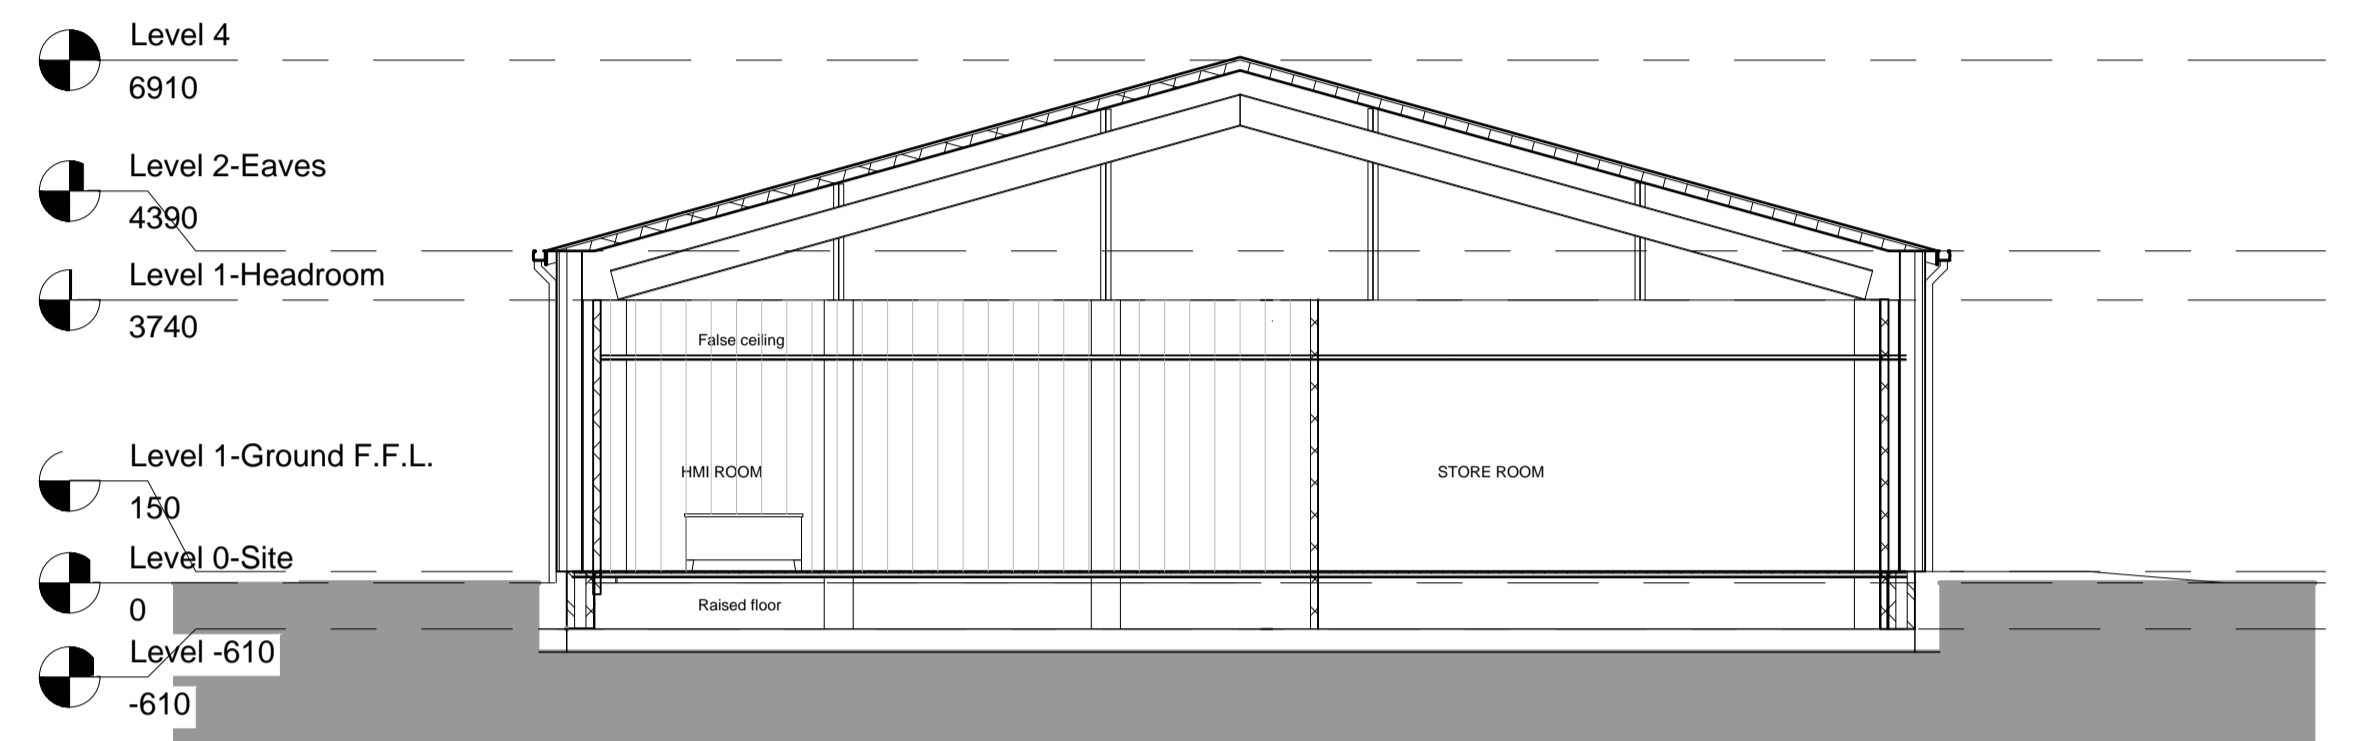 Level 4
6910
Level 2-Eaves
4390
Level 1-Headroom
3740
False ceiling
Level 1-Ground F.F.L.
HMI ROOM
STORE ROOM
150
Level 0-Site
0
Raised floor
Level -610
-610